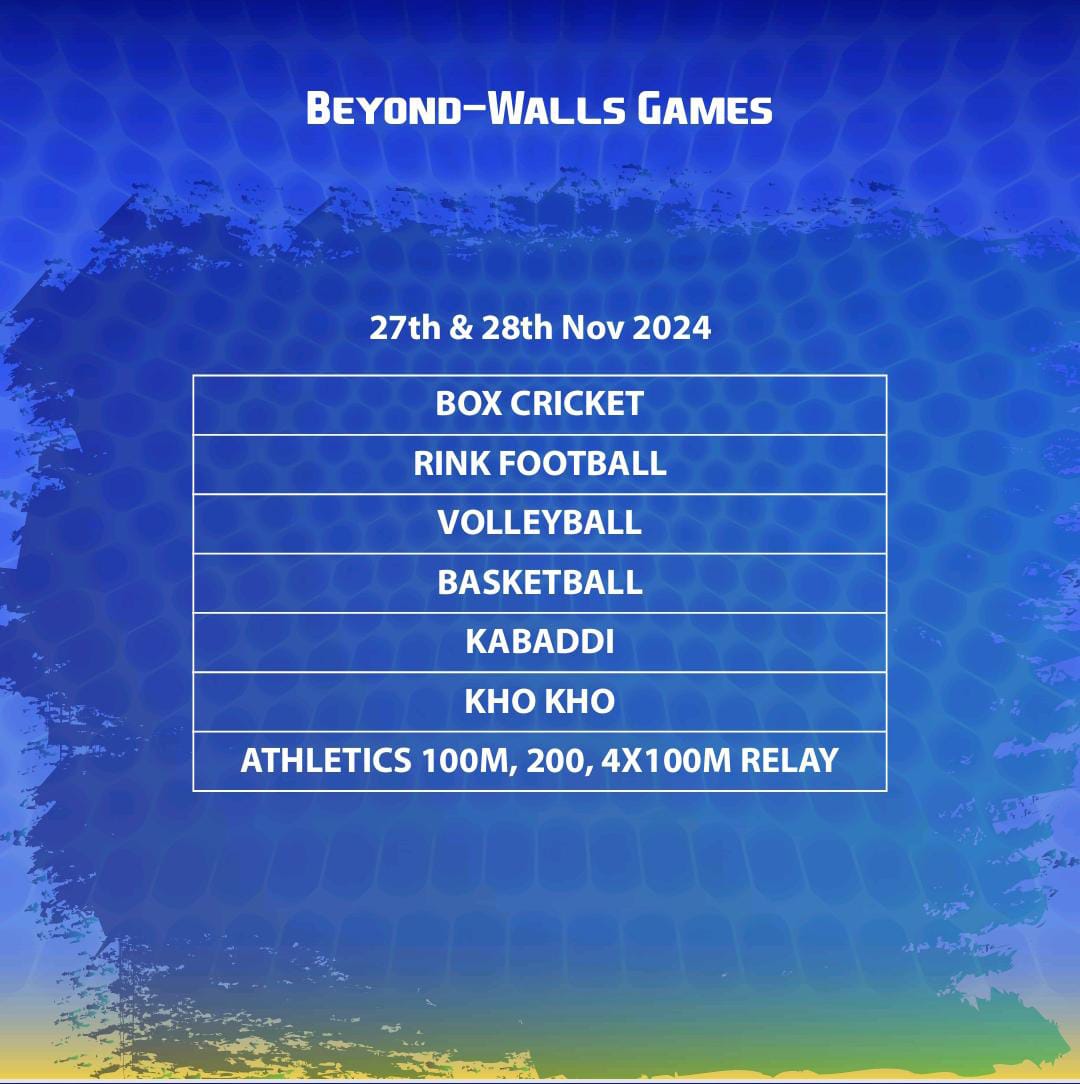 Beyond-Walls Games
27th & 28th Nov 2024
BOX CRICKET
RINK FOOTBALL
VOLLEYBALL
BASKETBALL
KABADDI
KHO KHO
ATHLETICS 100M, 200, 4X100M RELAY